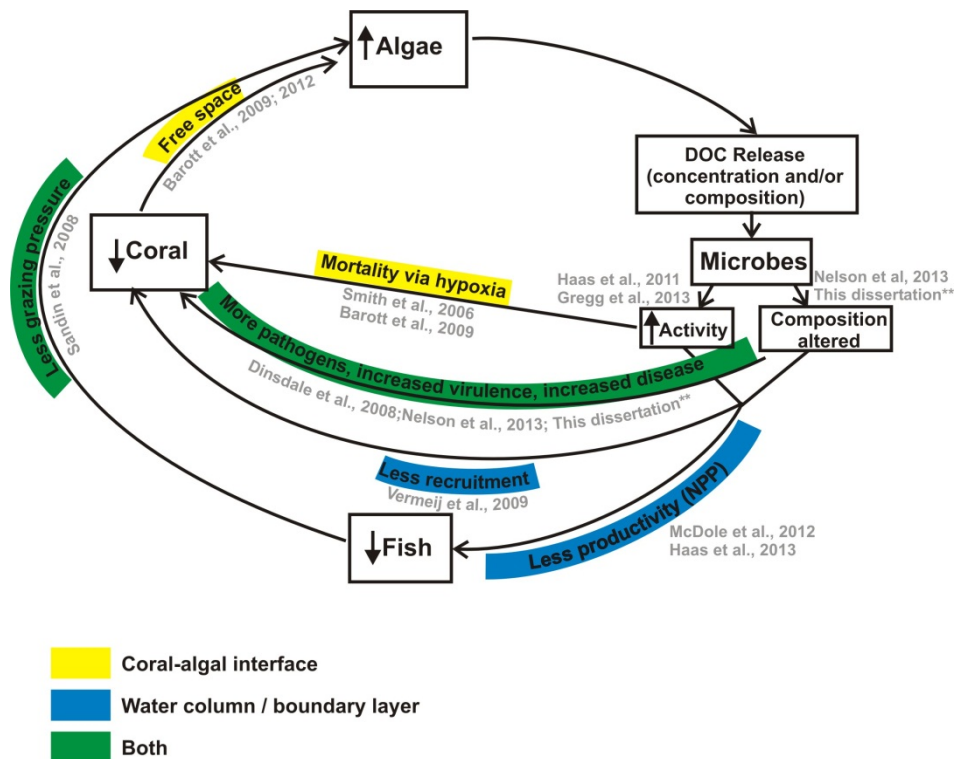 Algae
Free space
Barott et al., 2009; 2012
DOC Release
(concentration and/or
composition)
Less grazing pressure
Sandin et al., 2008
Coral
Microbes
Mortality via hypoxia
Smith et al., 2006
Barott et al., 2009
Haas et al., 2011
Gregg et al., 2013
Nelson et al, 2013
This dissertation**
Activity
Composition
altered
More pathogens, increased virulence, increased disease
Dinsdale et al., 2008;Nelson et al., 2013; This dissertation**
Less recruitment
Vermeij et al., 2009
Less productivity (NPP)
McDole et al., 2012
Haas et al., 2013
Fish
Coral-algal interface
Water column / boundary layer
Both